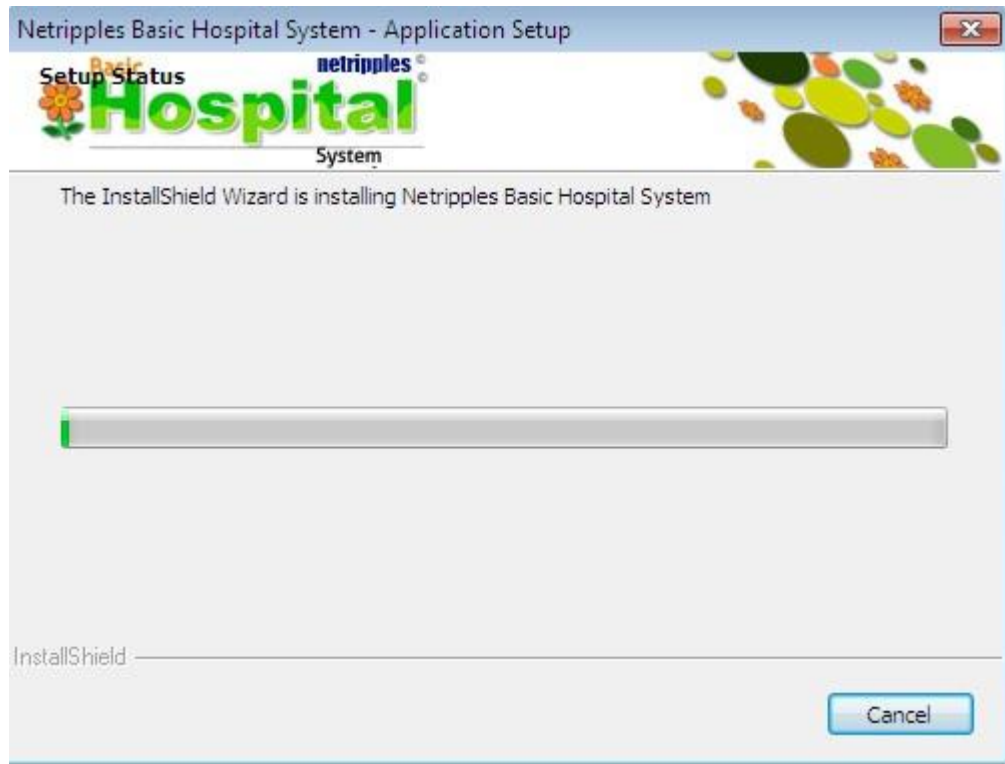 Netripples Basic Hospital System - Application Setup
Setup Status
Basic
netripples ©
Hospital ©
System
The InstallShield Wizard is installing Netripples Basic Hospital System
InstallShield
Cancel